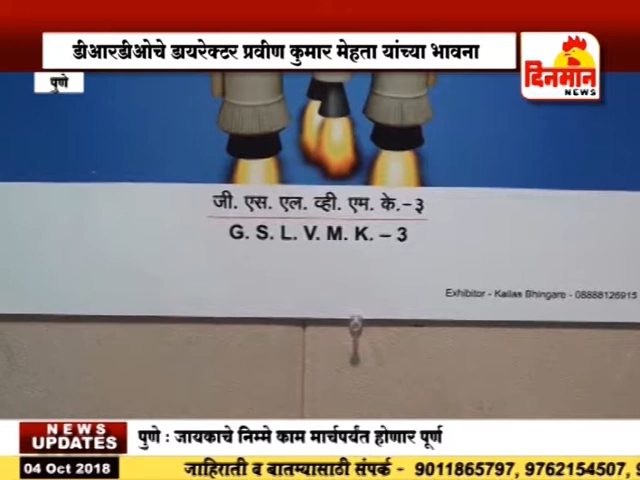 डीआरडीओचे डायरेक्टर प्रवीण कुमार मेहता यांच्या भावना
पुणे
दिनमान
NEWS
जी. एस. एल. व्ही. एम. के.-३
G. S. L. V. M. K. – 3
Exhibitor - Kailas Bhingare - 08888126915
NEWS
UPDATES
पुणे : जायकाचे निम्मे काम मार्चपर्यंत होणार पूर्ण
04 Oct 2018
जाहिराती व बातम्यासाठी संपर्क - 9011865797, 9762154507, 9